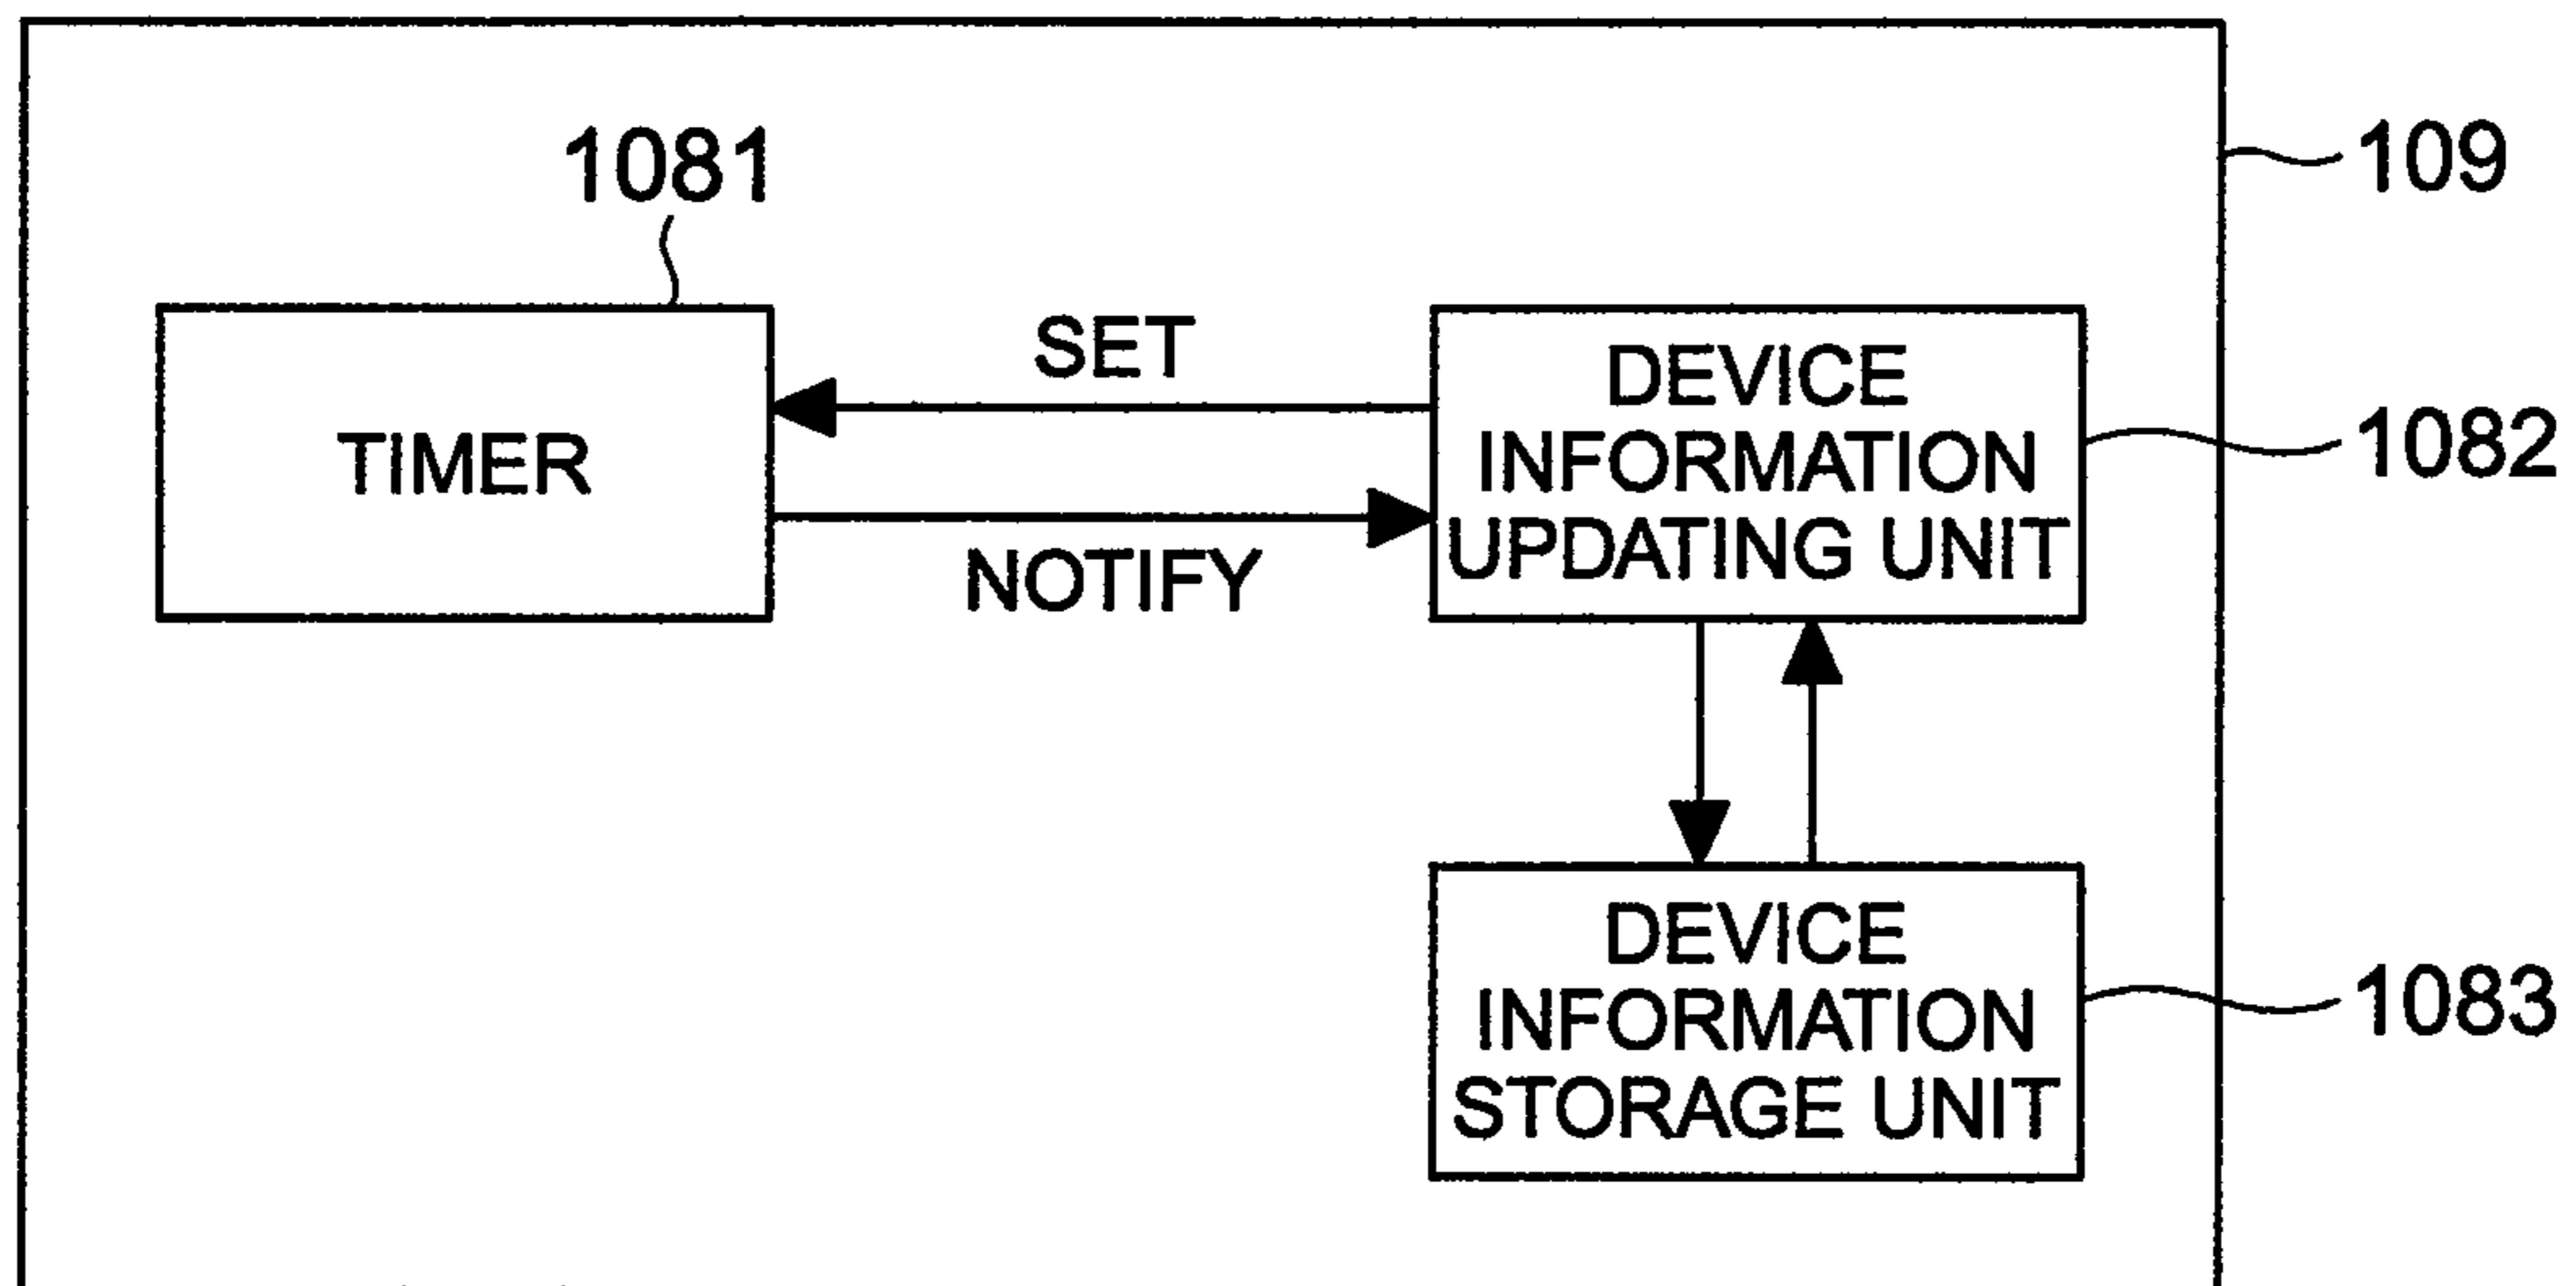 1081
109
SET
TIMER
NOTIFY
DEVICE
INFORMATION
UPDATING UNIT
1082
DEVICE
INFORMATION
STORAGE UNIT
1083